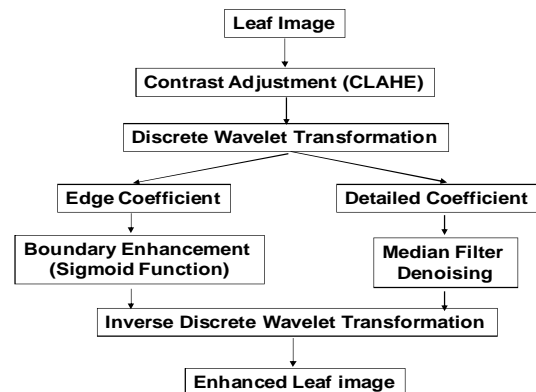 Leaf Image
Contrast Adjustment (CLAHE)
Discrete Wavelet Transformation
Edge Coefficient
Detailed Coefficient
Boundary Enhancement
(Sigmoid Function)
Median Filter
Denoising
Inverse Discrete Wavelet Transformation
Enhanced Leaf image